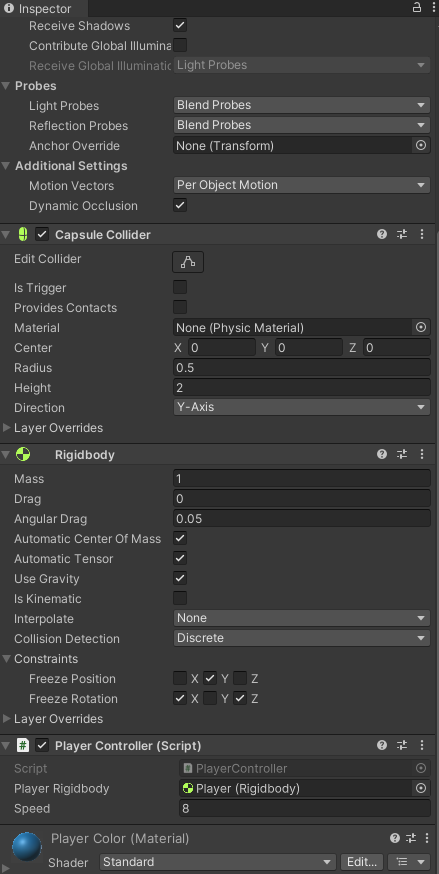 Inspector
Receive Shadows
Contribute Global Illumina
Receive Global Illuminatio Light Probes
Probes
Light Probes Blend Probes
Reflection Probes Blend Probes
Anchor Override None (Transform)
Additional Settings
Motion Vectors Per Object Motion
Dynamic Occlusion
Capsule Collider
Edit Collider
Is Trigger
Provides Contacts
Material None (Physic Material)
Center X 0 Y 0 Z 0
Radius 0.5
Height 2
Direction Y-Axis
Layer Overrides
Rigidbody
Mass 1
Drag 0
Angular Drag 0.05
Automatic Center Of Mass
Automatic Tensor
Use Gravity
Is Kinematic
Interpolate None
Collision Detection Discrete
Constraints
Freeze Position X Y Z
Freeze Rotation X Y Z
Layer Overrides
# Player Controller (Script)
Script # PlayerController
Player Rigidbody Player (Rigidbody)
Speed 8
Player Color (Material)
Shader Standard Edit...